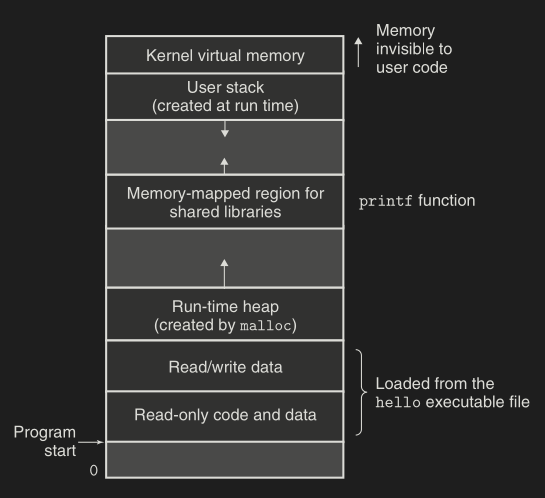 Memory
invisible to
user code
Kernel virtual memory
User stack
(created at run time)
Memory-mapped region for
shared libraries
printf function
Run-time heap
(created by malloc)
Read/write data
Loaded from the
hello executable file
Read-only code and data
Program
start
0